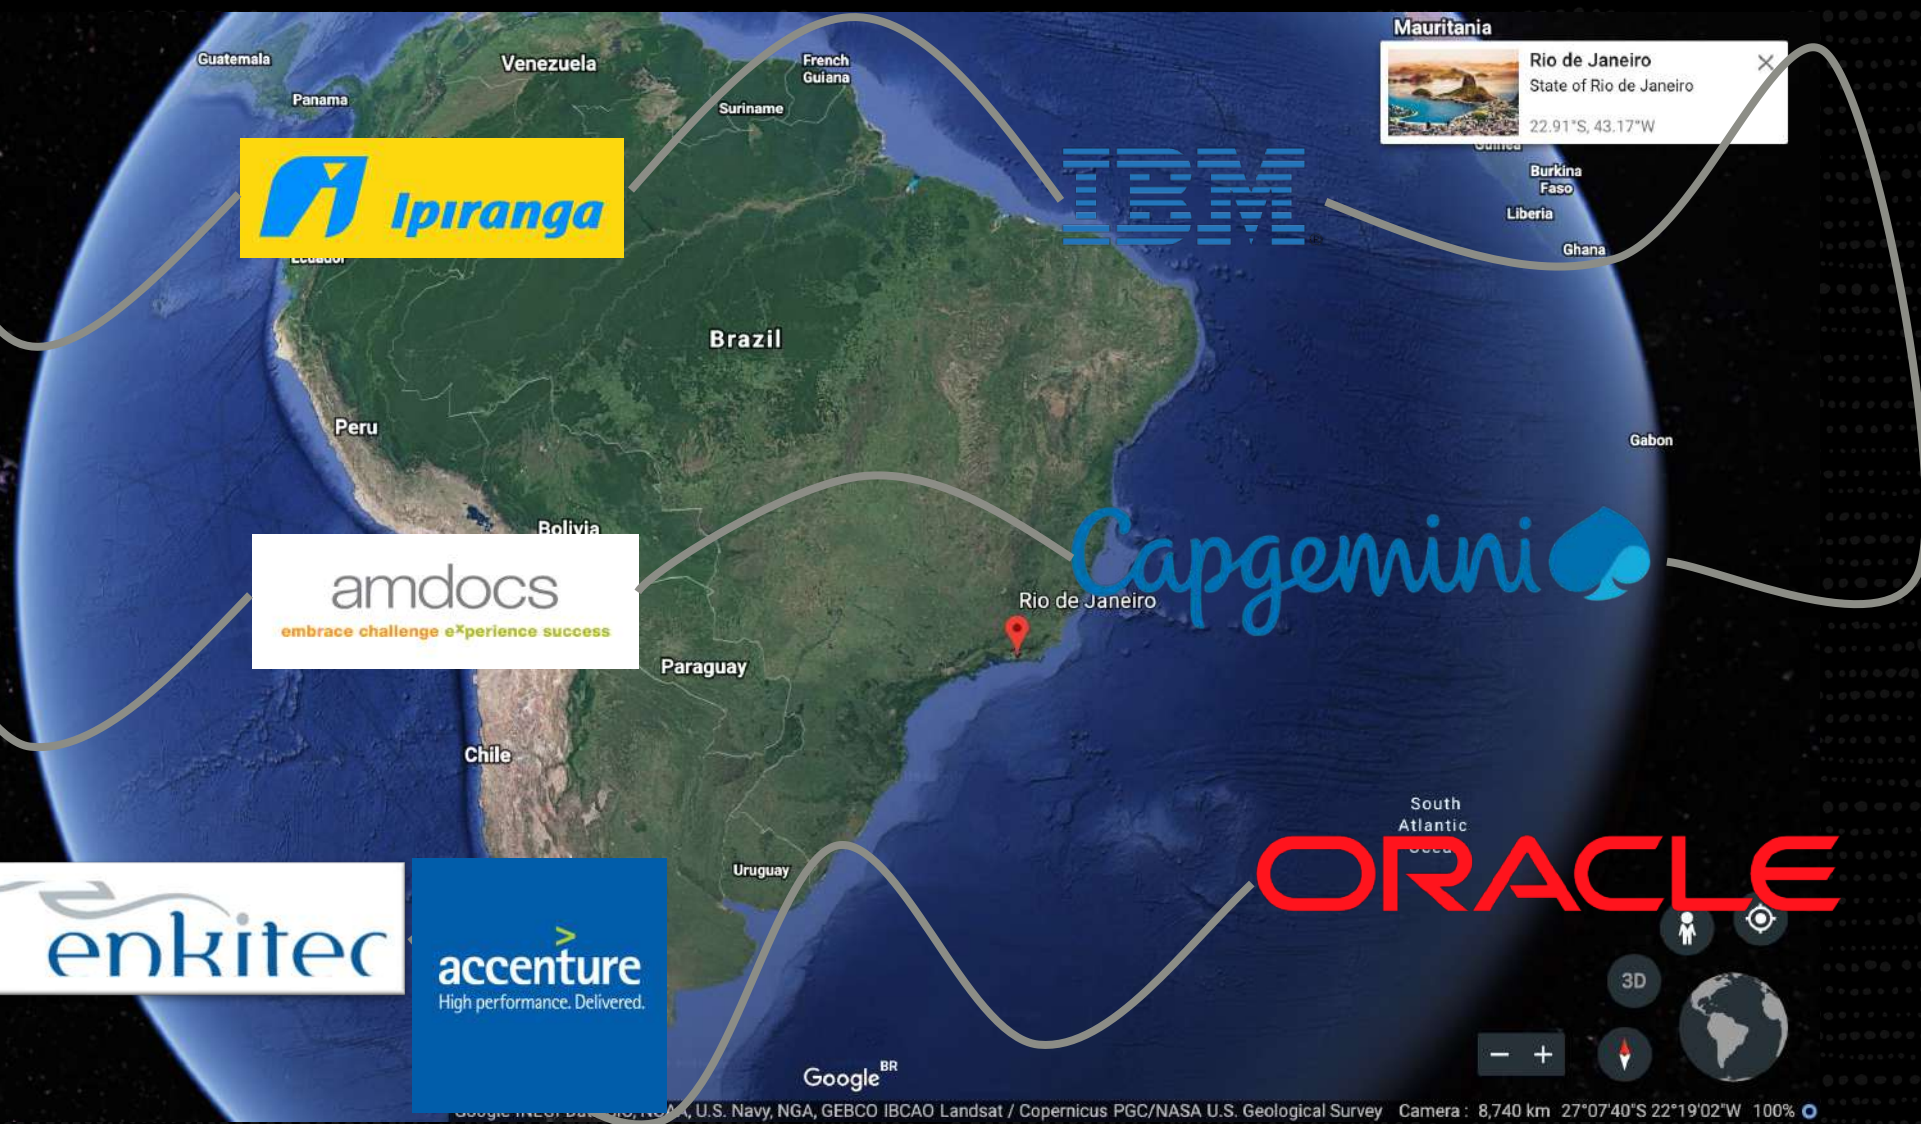 Mauritania
Guatemala
Venezuela
French
Guiana
Rio de Janeiro
State of Rio de Janeiro
22.91°S, 43.17°W
Panama
Suriname
Guinea
Burkina
Faso
Ipiranga
IBM
Liberia
Ghana
Ecuador
Brazil
Peru
Gabon
Bolivia
amdocs
embrace challenge experience success
Capgemini
Rio de Janeiro
Paraguay
Chile
South
Atlantic
ORACLE
Uruguay
enkitec
>
accenture
High performance. Delivered.
3D
− +
Google BR
U.S. Navy, NGA, GEBCO IBCAO Landsat / Copernicus PGC/NASA U.S. Geological Survey Camera : 8,740 km 27°07'40"S 22°19'02"W 100%